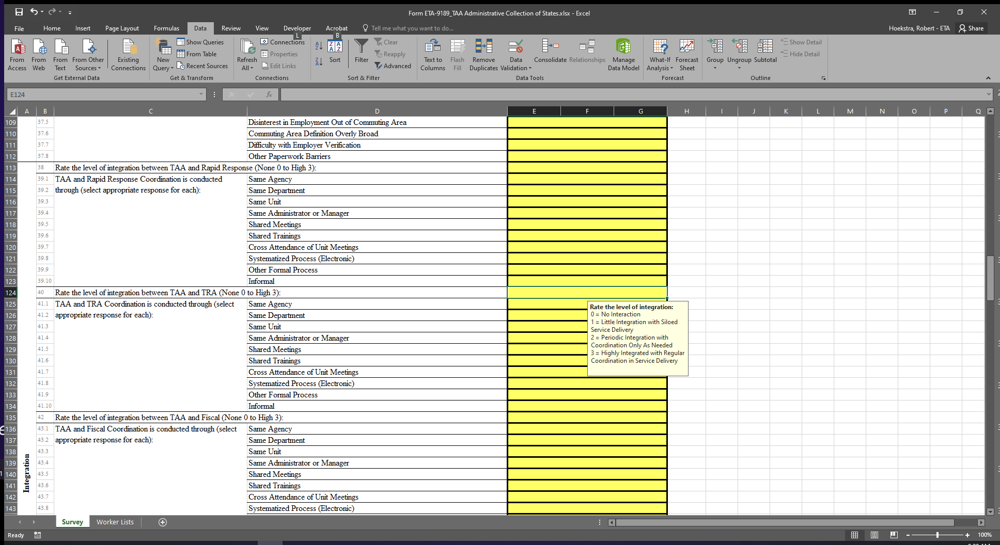 Form ETA-9189_TAA Administrative Collection of States.xlsx - Excel
File Home Insert Page Layout Formulas Data Review View Developer Acrobat Tell me what you want to do... Hoekstra, Robert - ETA Share
L B
From Access
From Web
From Text
From Other Sources
Existing Connections
Get External Data
New Query
Show Queries
From Table
Recent Sources
Get & Transform
Refresh All
Connections
Properties
Edit Links
Connections
Sort
Filter
Clear
Reapply
Advanced
Sort & Filter
Text to Columns
Flash Fill
Remove Duplicates
Data Validation
Consolidate
Relationships
Manage Data Model
Data Tools
What-If Analysis
Forecast Sheet
Forecast
Group
Ungroup
Subtotal
Show Detail
Hide Detail
Outline
E124
fx
A B C D E F G H I J K L M N O P Q
109 37.5 Disinterest in Employment Out of Commuting Area
110 37.6 Commuting Area Definition Overly Broad
111 37.7 Difficulty with Employer Verification
112 37.8 Other Paperwork Barriers
113 38 Rate the level of integration between TAA and Rapid Response (None 0 to High 3):
114 39.1 TAA and Rapid Response Coordination is conducted Same Agency
115 39.2 through (select appropriate response for each): Same Department
116 39.3 Same Unit
117 39.4 Same Administrator or Manager
118 39.5 Shared Meetings
119 39.6 Shared Trainings
120 39.7 Cross Attendance of Unit Meetings
121 39.8 Systematized Process (Electronic)
122 39.9 Other Formal Process
123 39.10 Informal
124 40 Rate the level of integration between TAA and TRA (None 0 to High 3):
125 41.1 TAA and TRA Coordination is conducted through (select Same Agency
126 41.2 appropriate response for each): Same Department
127 41.3 Same Unit
128 41.4 Same Administrator or Manager
129 41.5 Shared Meetings
130 41.6 Shared Trainings
131 41.7 Cross Attendance of Unit Meetings
132 41.8 Systematized Process (Electronic)
133 41.9 Other Formal Process
134 41.10 Informal
135 42 Rate the level of integration between TAA and Fiscal (None 0 to High 3):
136 43.1 TAA and Fiscal Coordination is conducted through (select Same Agency
137 43.2 appropriate response for each): Same Department
138 43.3 Same Unit
139 43.4 Same Administrator or Manager
140 43.5 Shared Meetings
141 43.6 Shared Trainings
142 43.7 Cross Attendance of Unit Meetings
143 43.8 Systematized Process (Electronic)
Integration
Rate the level of integration:
0 = No Interaction
1 = Little Integration with Siloed
Service Delivery
2 = Periodic Integration with
Coordination Only As Needed
3 = Highly Integrated with Regular
Coordination in Service Delivery
Survey Worker Lists
Ready 100%